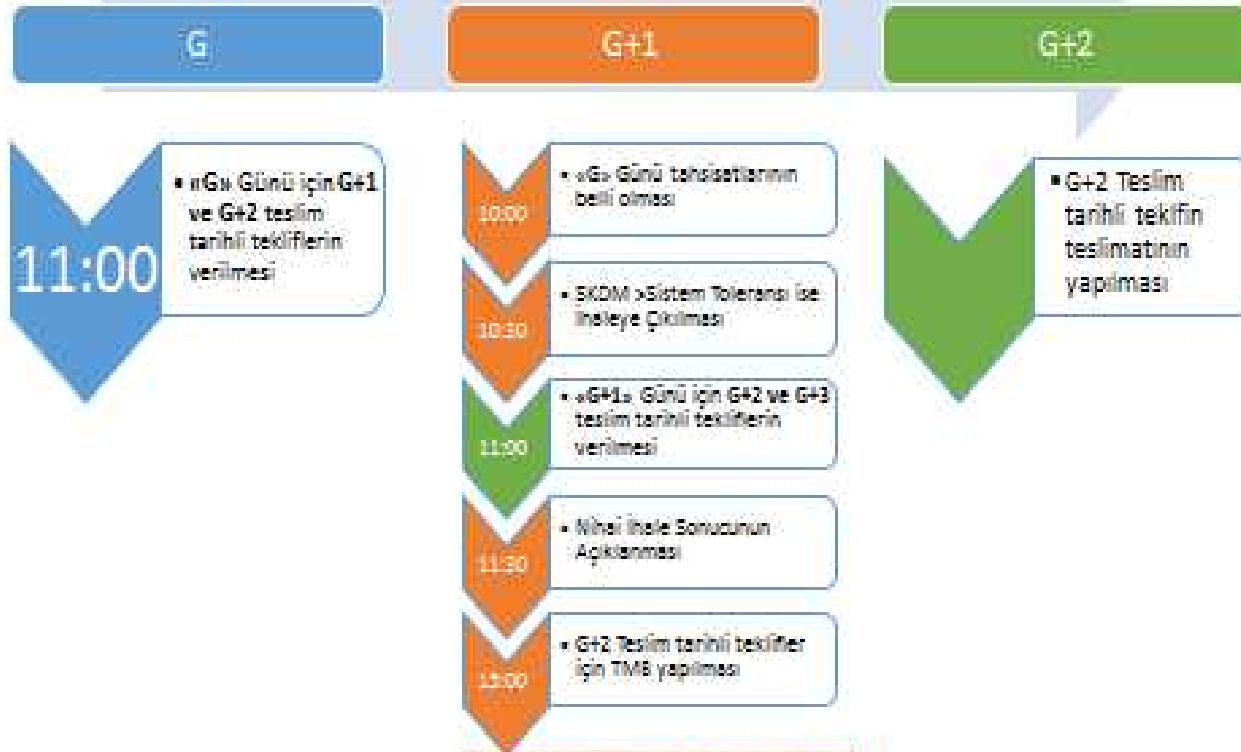 G
G+1
G+2
11:00
• «G» Günü için G+1
ve G+2 teslim
tarihli tekliflerin
verilmesi
10:00
• «G» Günü tahsisatlarının
belli olması
10:30
• SKDM >Sistem Toleransı ise
İhaleye Çıkılması
11:00
• «G+1» Günü için G+2 ve G+3
teslim tarihli tekliflerin
verilmesi
11:30
• Nihai İhale Sonucunun
Açıklanması
13:00
• G+2 Teslim tarihli teklifler
için TMB yapılması
• G+2 Teslim
tarihli teklifin
teslimatının
yapılması